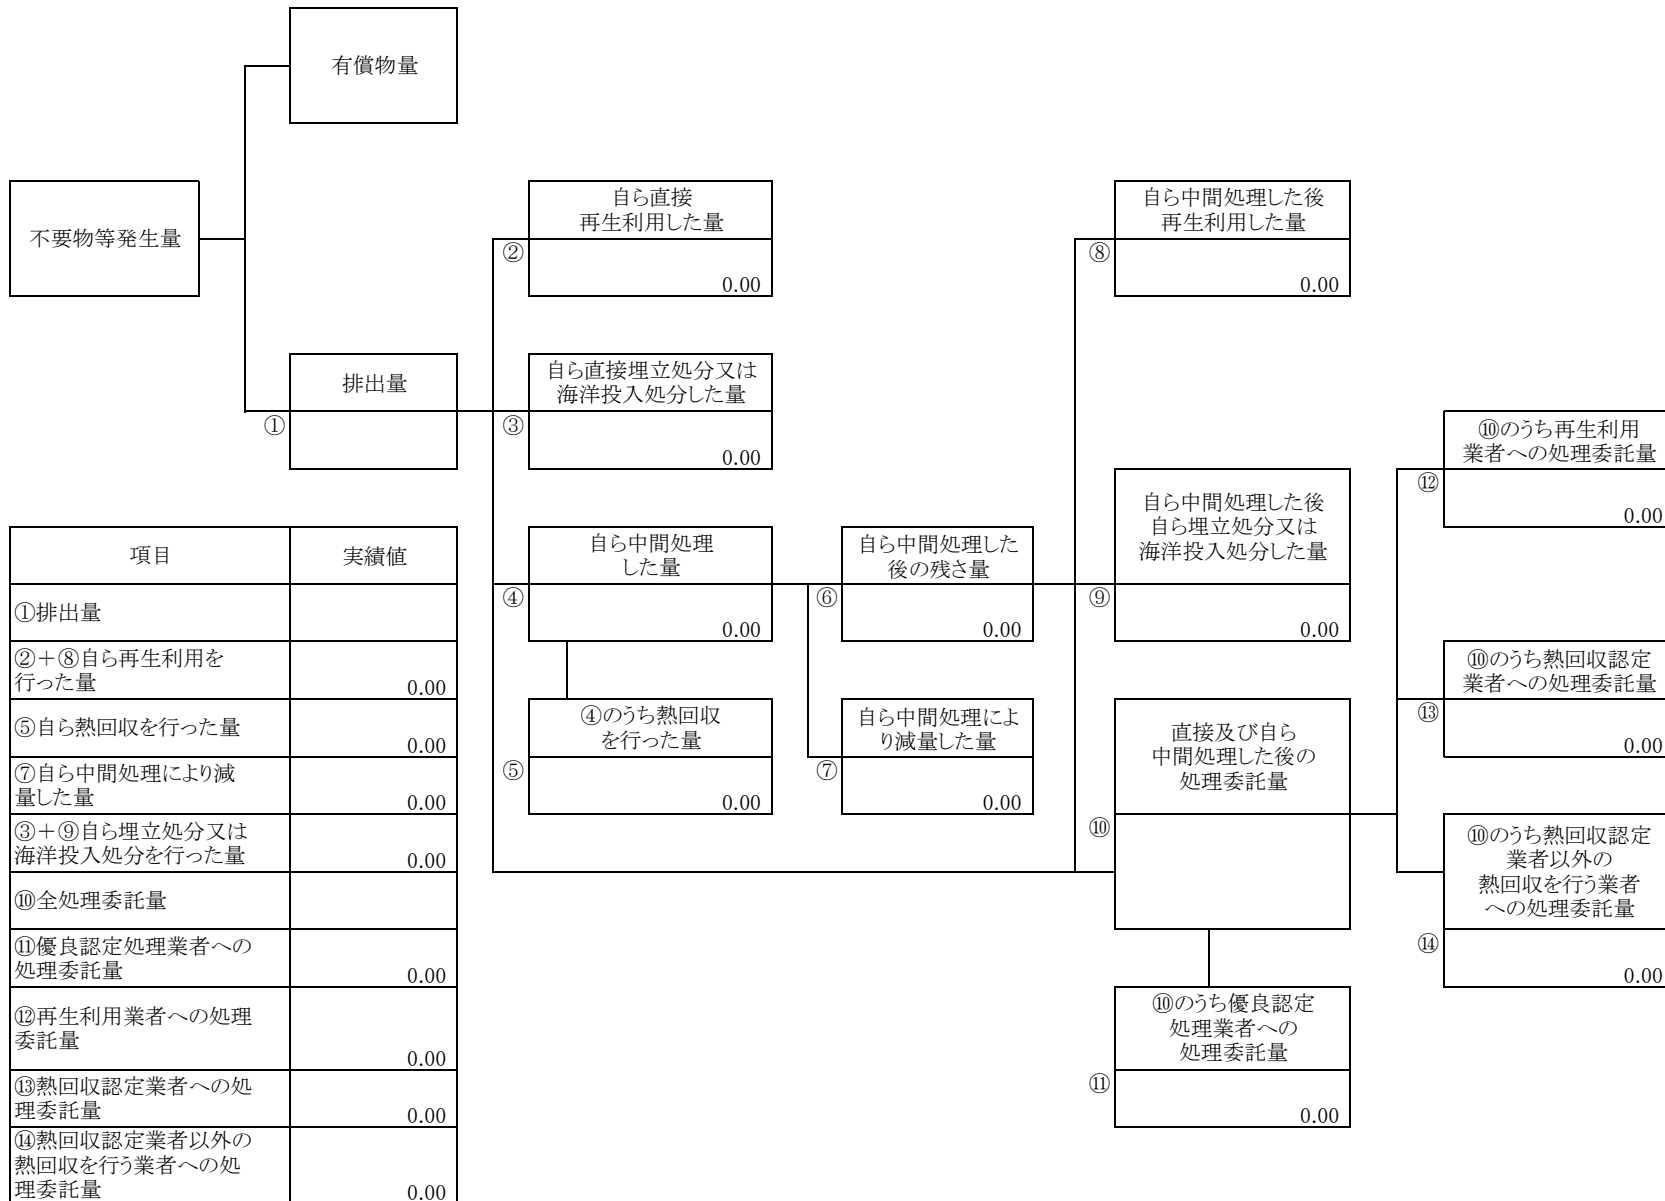 有償物量
不要物等発生量
自ら直接
再生利用した量
②
0.00
自ら中間処理した後
再生利用した量
⑧
0.00
排出量
①
自ら直接埋立処分又は
海洋投入処分した量
③
0.00
⑩のうち再生利用
業者への処理委託量
⑫
0.00
自ら中間処理
した量
④
0.00
自ら中間処理した
後の残さ量
⑥
0.00
自ら中間処理した後
自ら埋立処分又は
海洋投入処分した量
⑨
0.00
⑩のうち熱回収認定
業者への処理委託量
⑬
0.00
④のうち熱回収
を行った量
⑤
0.00
自ら中間処理によ
り減量した量
⑦
0.00
直接及び自ら
中間処理した後の
処理委託量
⑩
⑩のうち熱回収認定
業者以外の
熱回収を行う業者
への処理委託量
⑭
0.00
⑩のうち優良認定
処理業者への
処理委託量
⑪
0.00
項目 実績値
①排出量
②+⑧自ら再生利用を
行った量 0.00
⑤自ら熱回収を行った量 0.00
⑦自ら中間処理により減
量した量 0.00
③+⑨自ら埋立処分又は
海洋投入処分を行った量 0.00
⑩全処理委託量
⑪優良認定処理業者への
処理委託量 0.00
⑫再生利用業者への処理
委託量 0.00
⑬熱回収認定業者への処
理委託量 0.00
⑭熱回収認定業者以外の
熱回収を行う業者への処
理委託量 0.00